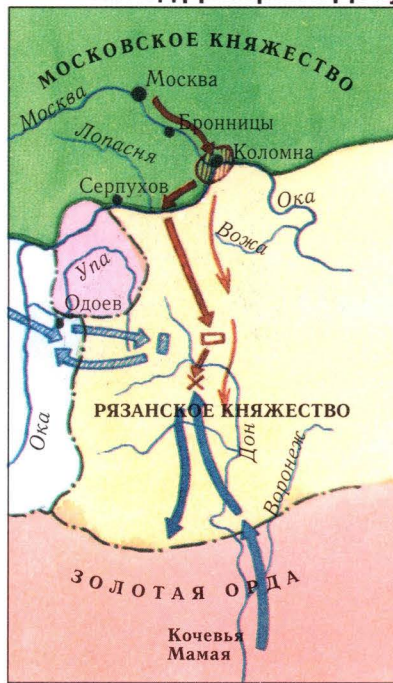 МОСКОВСКОЕ КНЯЖЕСТВО
Москва
Москва
Бронницы
Лопасня
Коломна
Серпухов
Ока
Вожа
Упа
Одоев
РЯЗАНСКОЕ КНЯЖЕСТВО
Ока
Дон
Воронеж
ЗОЛОТАЯ ОРДА
Кочевья
Мамая